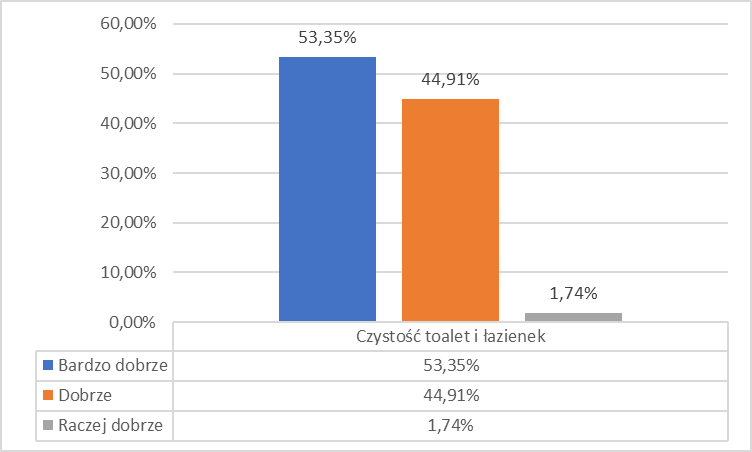 60,00%
53,35%
50,00%
44,91%
40,00%
30,00%
20,00%
10,00%
1,74%
0,00%
Czystość toalet i łazienek
Bardzo dobrze 53,35%
Dobrze 44,91%
Raczej dobrze 1,74%